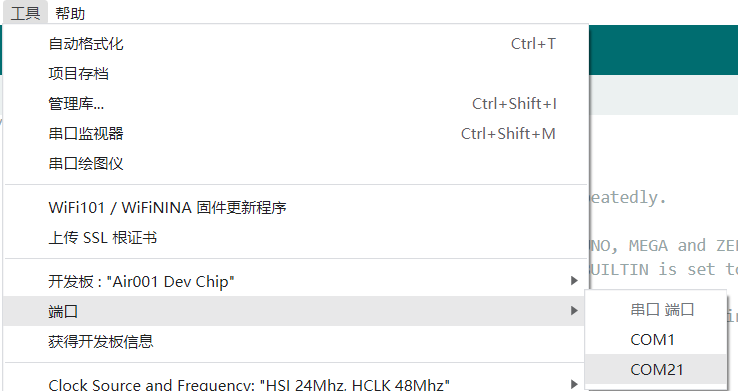 工具 帮助
自动格式化 Ctrl+T
项目存档
管理库... Ctrl+Shift+I
串口监视器 Ctrl+Shift+M
串口绘图仪
WiFi101 / WiFiNINA 固件更新程序
上传 SSL 根证书
eatedly.
NO, MEGA and ZE
UILTIN is set to
开发板 : "Air001 Dev Chip"
端口
串口 端口
获得开发板信息
COM1
COM21
Clock Source and Frequency: "HSI 24Mhz, HCLK 48Mhz"